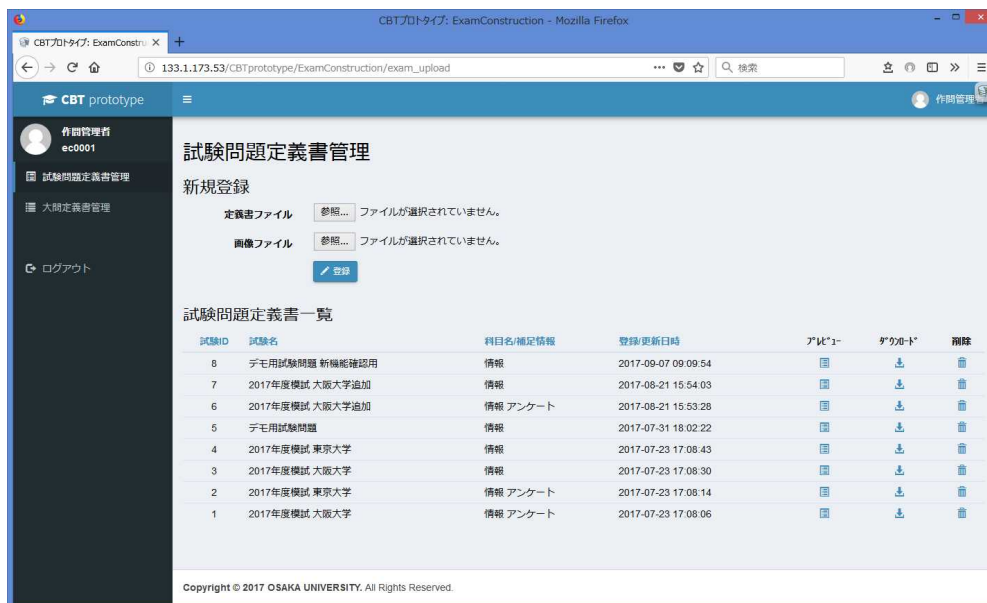 CBTプロトタイプ: ExamConstruction - Mozilla Firefox
CBTプロトタイプ: ExamConstru
133.1.173.53/CBTprototype/ExamConstruction/exam_upload
検索
CBT prototype
作問管理者
作問管理者
ec0001
試験問題定義書管理
大問定義書管理
ログアウト
試験問題定義書管理
新規登録
定義書ファイル 参照... ファイルが選択されていません。
画像ファイル 参照... ファイルが選択されていません。
登録
試験問題定義書一覧
試験ID 試験名 科目名/補足情報 登録/更新日時 プレビュー ダウンロード 削除
8 デモ用試験問題 新機能確認用 情報 2017-09-07 09:09:54
7 2017年度模試 大阪大学追加 情報 2017-08-21 15:54:03
6 2017年度模試 大阪大学追加 情報 アンケート 2017-08-21 15:53:28
5 デモ用試験問題 情報 2017-07-31 18:02:22
4 2017年度模試 東京大学 情報 2017-07-23 17:08:43
3 2017年度模試 大阪大学 情報 2017-07-23 17:08:30
2 2017年度模試 東京大学 情報 アンケート 2017-07-23 17:08:14
1 2017年度模試 大阪大学 情報 アンケート 2017-07-23 17:08:06
Copyright © 2017 OSAKA UNIVERSITY. All Rights Reserved.